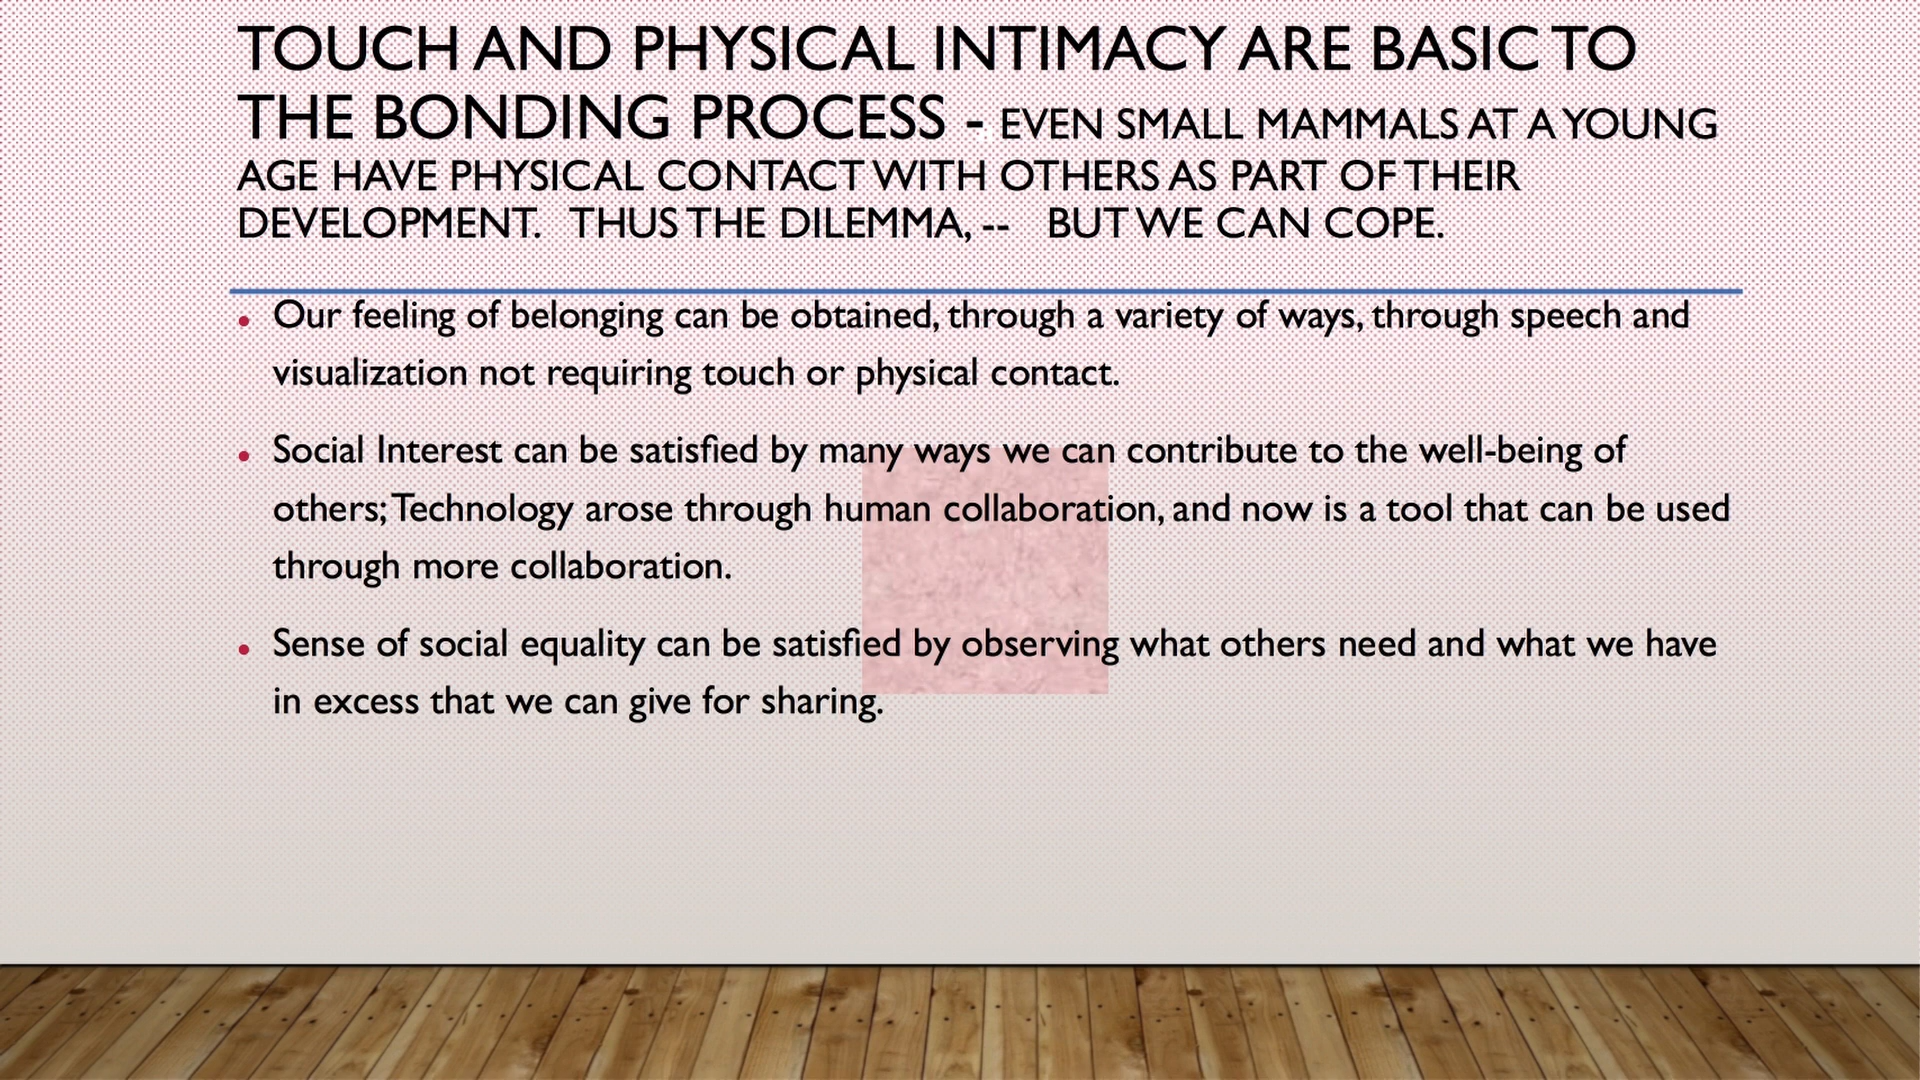 TOUCH AND PHYSICAL INTIMACY ARE BASIC TO
THE BONDING PROCESS - EVEN SMALL MAMMALS AT A YOUNG
AGE HAVE PHYSICAL CONTACT WITH OTHERS AS PART OF THEIR
DEVELOPMENT. THUS THE DILEMMA, -- BUT WE CAN COPE.
• Our feeling of belonging can be obtained, through a variety of ways, through speech and
visualization not requiring touch or physical contact.
• Social Interest can be satisfied by many ways we can contribute to the well-being of
others; Technology arose through human collaboration, and now is a tool that can be used
through more collaboration.
• Sense of social equality can be satisfied by observing what others need and what we have
in excess that we can give for sharing.